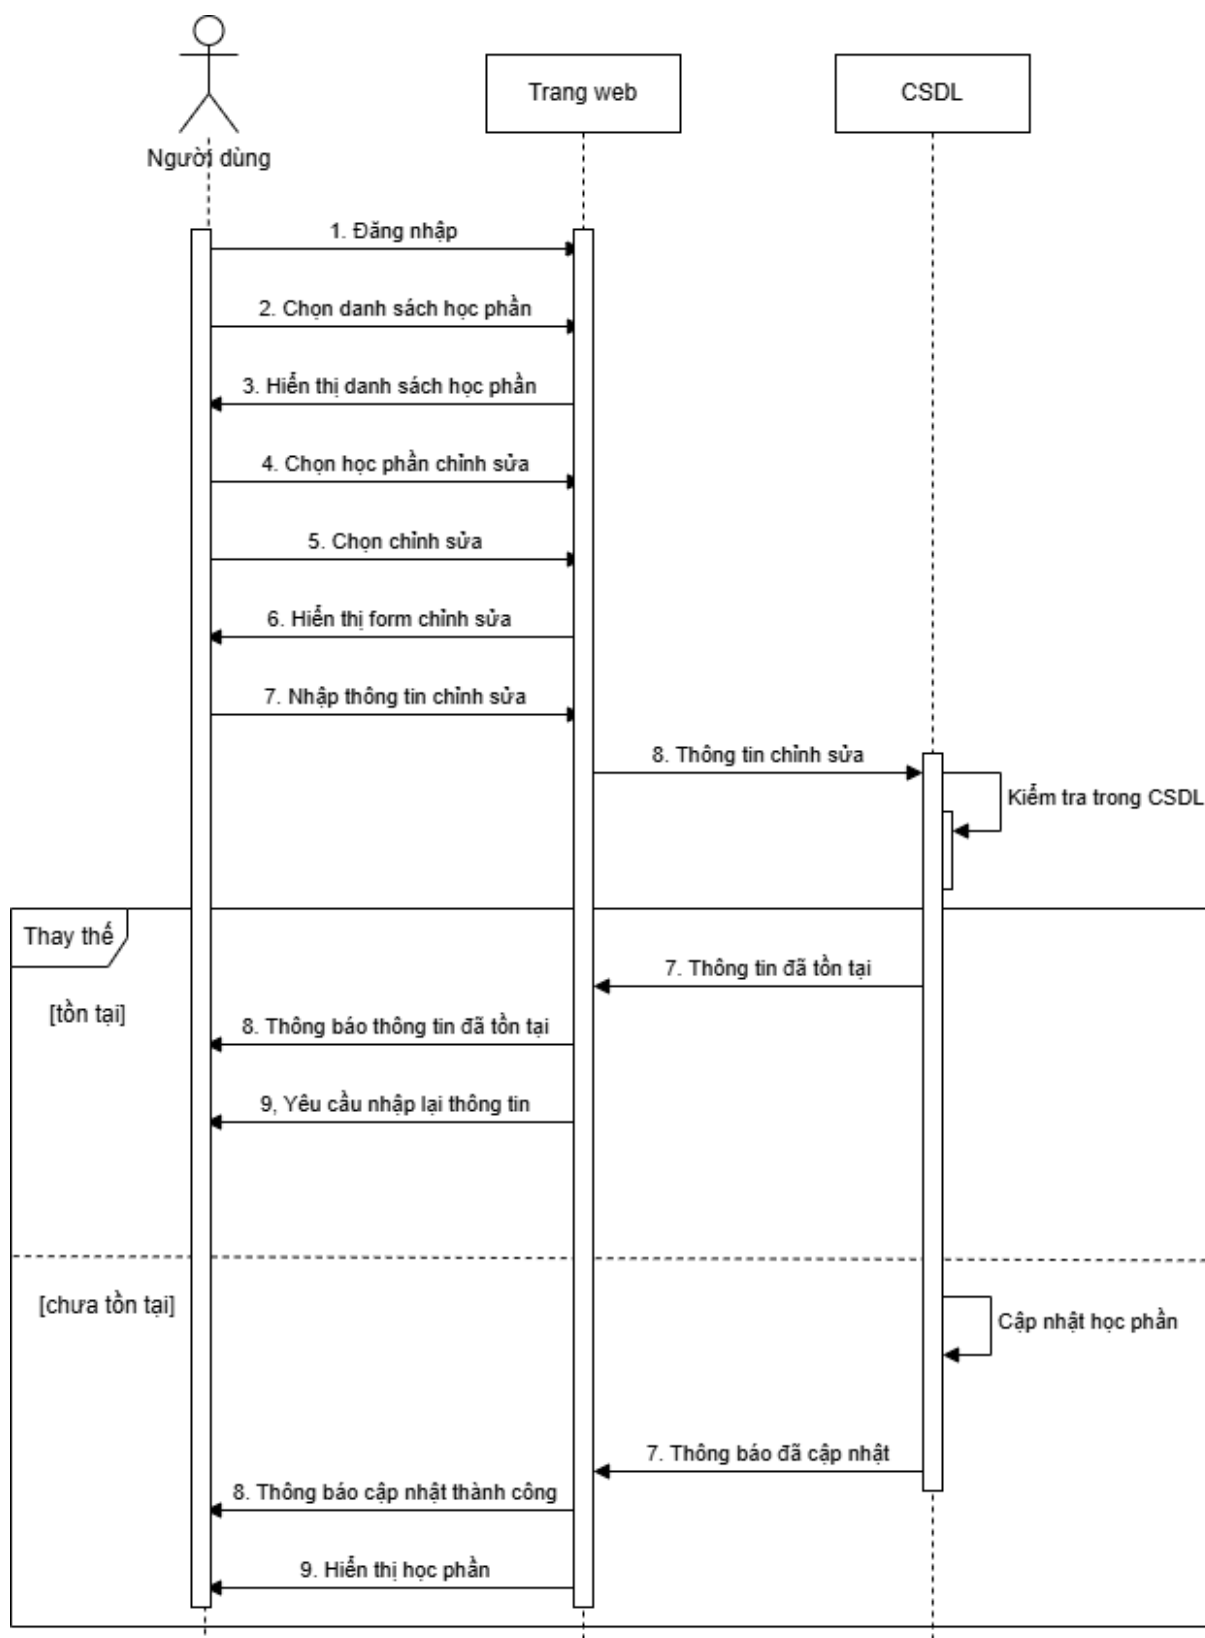 Người dùng
Trang web
CSDL
1. Đăng nhập
2. Chọn danh sách học phần
3. Hiển thị danh sách học phần
4. Chọn học phần chỉnh sửa
5. Chọn chỉnh sửa
6. Hiển thị form chỉnh sửa
7. Nhập thông tin chỉnh sửa
8. Thông tin chỉnh sửa
Kiểm tra trong CSDL
Thay thế
7. Thông tin đã tồn tại
[tồn tại]
8. Thông báo thông tin đã tồn tại
9, Yêu cầu nhập lại thông tin
[chưa tồn tại]
Cập nhật học phần
7. Thông báo đã cập nhật
8. Thông báo cập nhật thành công
9. Hiển thị học phần